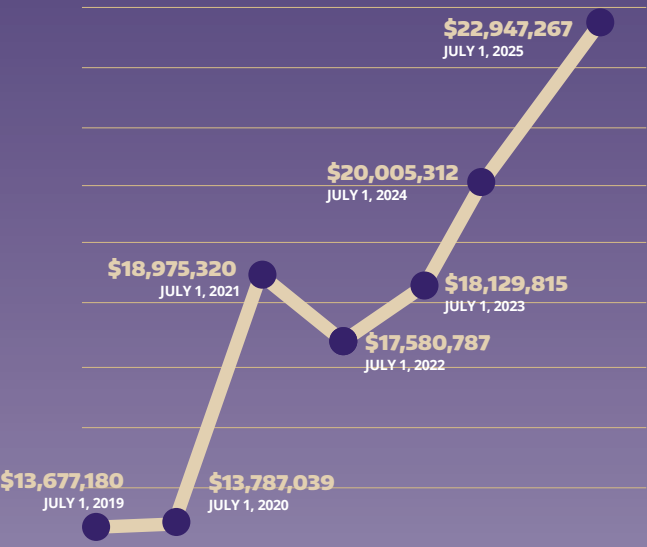 $22,947,267
JULY 1, 2025
$20,005,312
JULY 1, 2024
$18,975,320
JULY 1, 2021
$18,129,815
JULY 1, 2023
$17,580,787
JULY 1, 2022
$13,677,180
JULY 1, 2019
$13,787,039
JULY 1, 2020